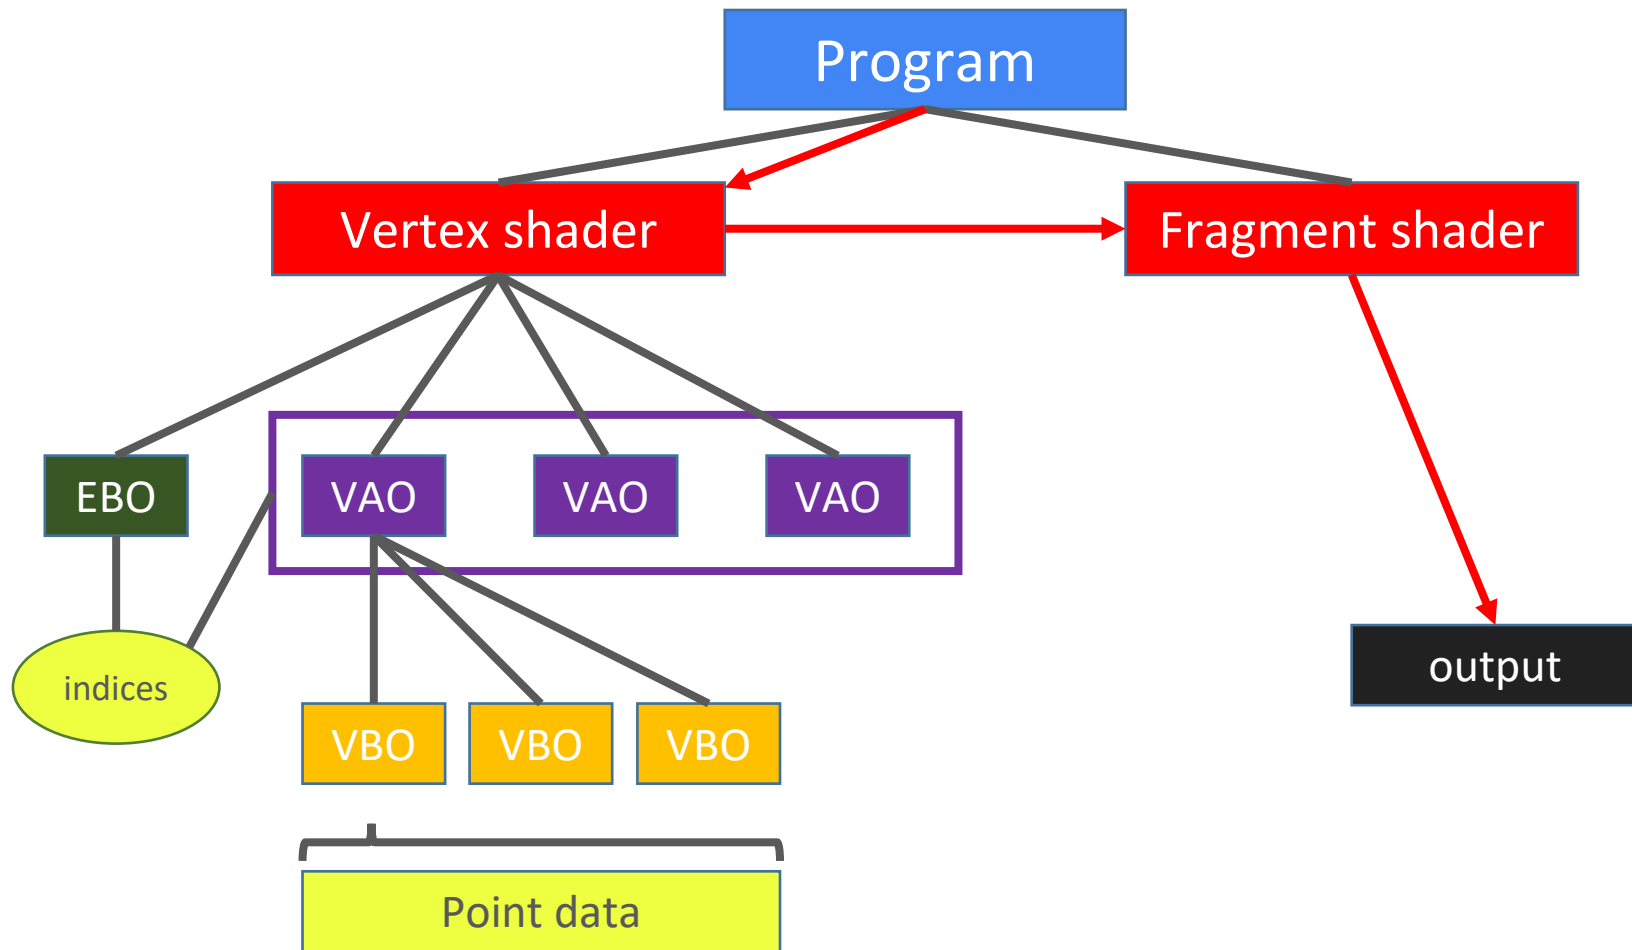 Program
Vertex shader
Fragment shader
EBO
VAO
VAO
VAO
indices
output
VBO
VBO
VBO
Point data